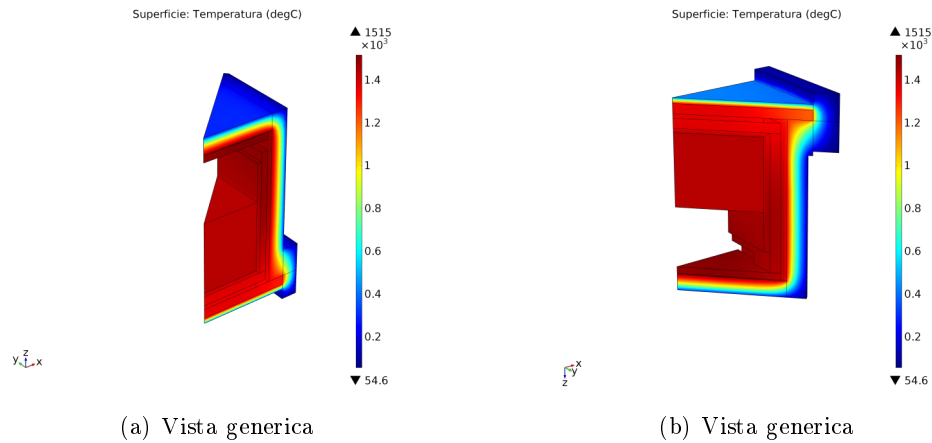 Superficie: Temperatura (degC)
▲ 1515
×10³
1.4
1.2
1
0.8
0.6
0.4
0.2
▼ 54.6
y z x
(a) Vista generica
Superficie: Temperatura (degC)
▲ 1515
×10³
1.4
1.2
1
0.8
0.6
0.4
0.2
▼ 54.6
x
y
z
(b) Vista generica